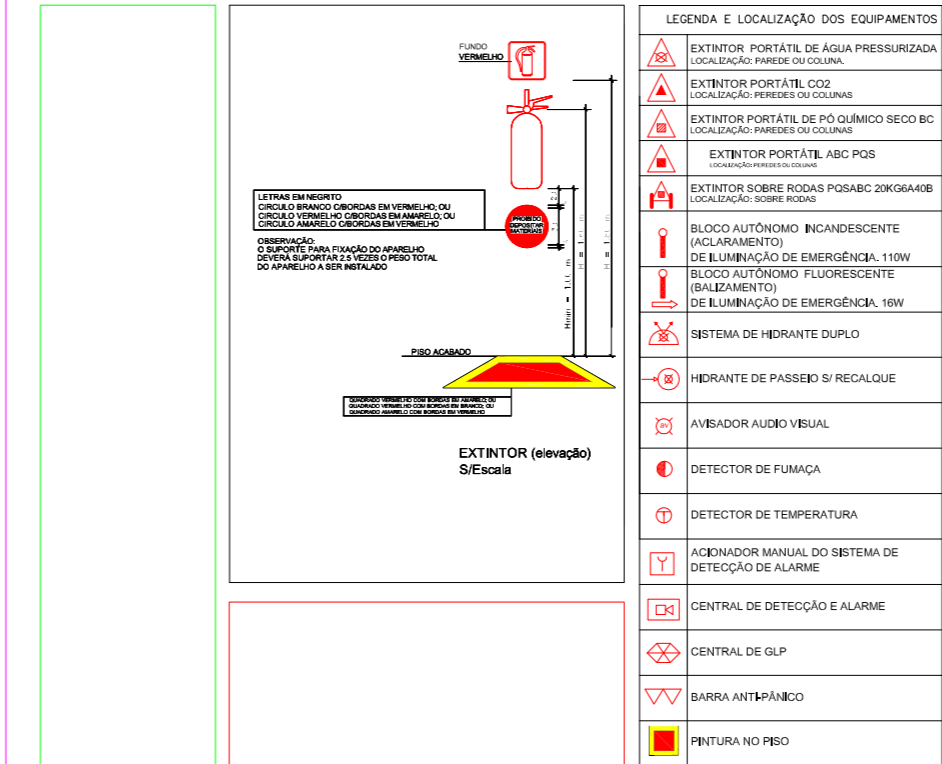 FUNDO
VERMELHO
LETRAS EM NEGRITO
CIRCULO BRANCO C/BORDAS EM VERMELHO; OU
CIRCULO VERMELHO C/BORDAS EM AMARELO; OU
CIRCULO AMARELO C/BORDAS EM VERMELHO
OBSERVAÇÃO:
O SUPORTE PARA FIXAÇÃO DO APARELHO
DEVERÁ SUPORTAR 2.5 VEZES O PESO TOTAL
DO APARELHO A SER INSTALADO
PROIBIDO
DEPOSITAR
MATERIAIS
PISO ACABADO
QUADRADO VERMELHO COM BORDAS EM AMARELO; OU
QUADRADO VERMELHO COM BORDAS EM BRANCO; OU
QUADRADO AMARELO COM BORDAS EM VERMELHO
EXTINTOR (elevação)
S/Escala
LEGENDA E LOCALIZAÇÃO DOS EQUIPAMENTOS
EXTINTOR PORTÁTIL DE ÁGUA PRESSURIZADA
LOCALIZAÇÃO: PAREDE OU COLUNA.
EXTINTOR PORTÁTIL CO2
LOCALIZAÇÃO: PEREDES OU COLUNAS
EXTINTOR PORTÁTIL DE PÓ QUÍMICO SECO BC
LOCALIZAÇÃO: PAREDES OU COLUNAS
EXTINTOR PORTÁTIL ABC PQS
LOCALIZAÇÃO: PEREDES OU COLUNAS
EXTINTOR SOBRE RODAS PQSABC 20KG6A40B
LOCALIZAÇÃO: SOBRE RODAS
BLOCO AUTÔNOMO INCANDESCENTE
(ACLARAMENTO)
DE ILUMINAÇÃO DE EMERGÊNCIA. 110W
BLOCO AUTÔNOMO FLUORESCENTE
(BALIZAMENTO)
DE ILUMINAÇÃO DE EMERGÊNCIA. 16W
SISTEMA DE HIDRANTE DUPLO
HIDRANTE DE PASSEIO S/ RECALQUE
AVISADOR AUDIO VISUAL
DETECTOR DE FUMAÇA
T
DETECTOR DE TEMPERATURA
ACIONADOR MANUAL DO SISTEMA DE
DETECÇÃO DE ALARME
CENTRAL DE DETECÇÃO E ALARME
CENTRAL DE GLP
BARRA ANTI-PÂNICO
PINTURA NO PISO